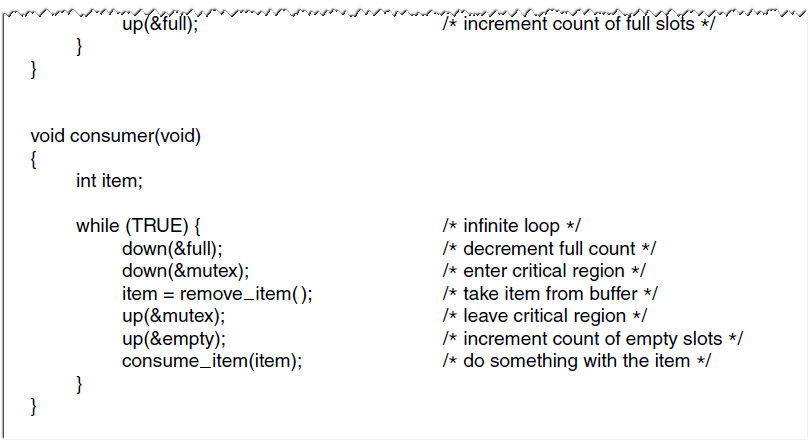 up(&full); /* increment count of full slots */
}
}
void consumer(void)
{
int item;
while (TRUE) { /* infinite loop */
down(&full); /* decrement full count */
down(&mutex); /* enter critical region */
item = remove_item( ); /* take item from buffer */
up(&mutex); /* leave critical region */
up(&empty); /* increment count of empty slots */
consume_item(item); /* do something with the item */
}
}